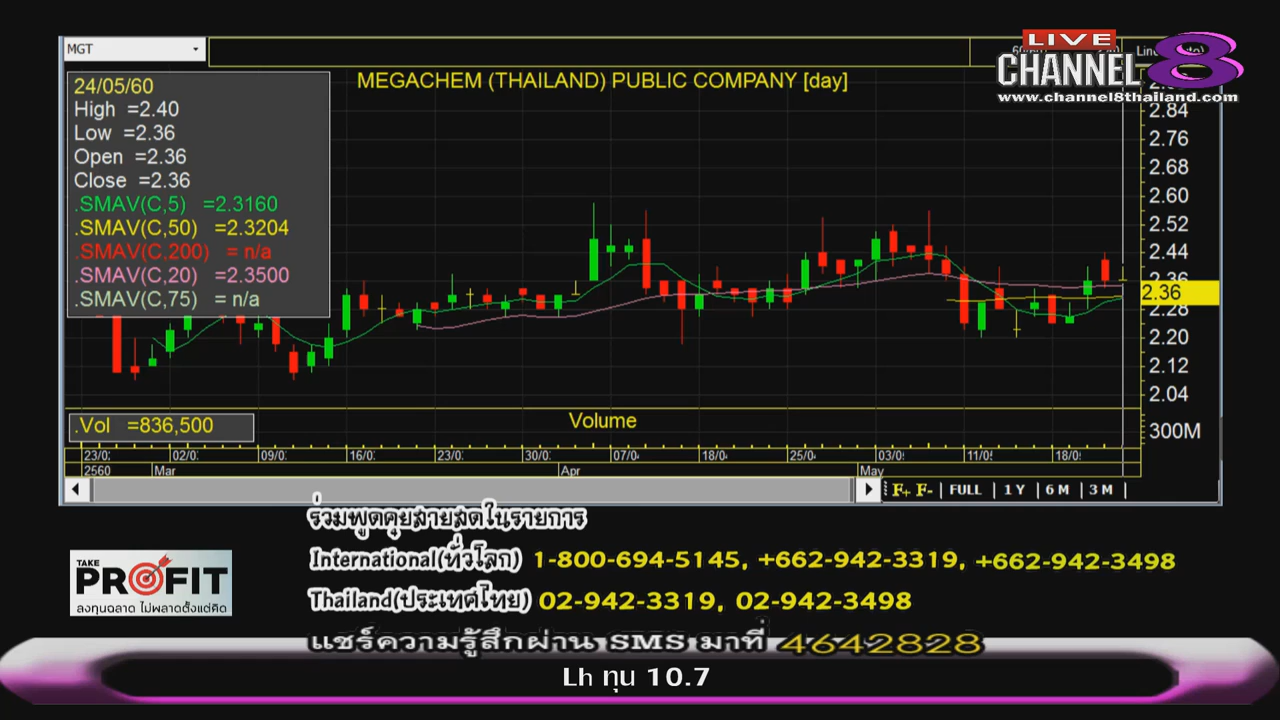 MGT
LIVE
CHANNEL 8
www.channel8thailand.com
MEGACHEM (THAILAND) PUBLIC COMPANY [day]
24/05/60
High =2.40
Low =2.36
Open =2.36
Close =2.36
.SMAV(C,5) =2.3160
.SMAV(C,50) =2.3204
.SMAV(C,200) = n/a
.SMAV(C,20) =2.3500
.SMAV(C,75) = n/a
2.84
2.76
2.68
2.60
2.52
2.44
2.36
2.36
2.28
2.20
2.12
2.04
.Vol =836,500
Volume
300M
23/0 02/0 09/0 16/0 23/0 30/0 07/0 18/0 25/0 03/0 11/0 18/0
2560 Mar Apr May
F+ F- FULL 1 Y 6 M 3 M
ร่วมพูดคุยสายสดในรายการ
International(ทั่วโลก) 1-800-694-5145, +662-942-3319, +662-942-3498
TAKE
PROFIT
ลงทุนฉลาด ไม่พลาดตั้งแต่คิด
Thailand(ประเทศไทย) 02-942-3319, 02-942-3498
แชร์ความรู้สึกผ่าน SMS มาที่ 4642828
Lh ทุน 10.7